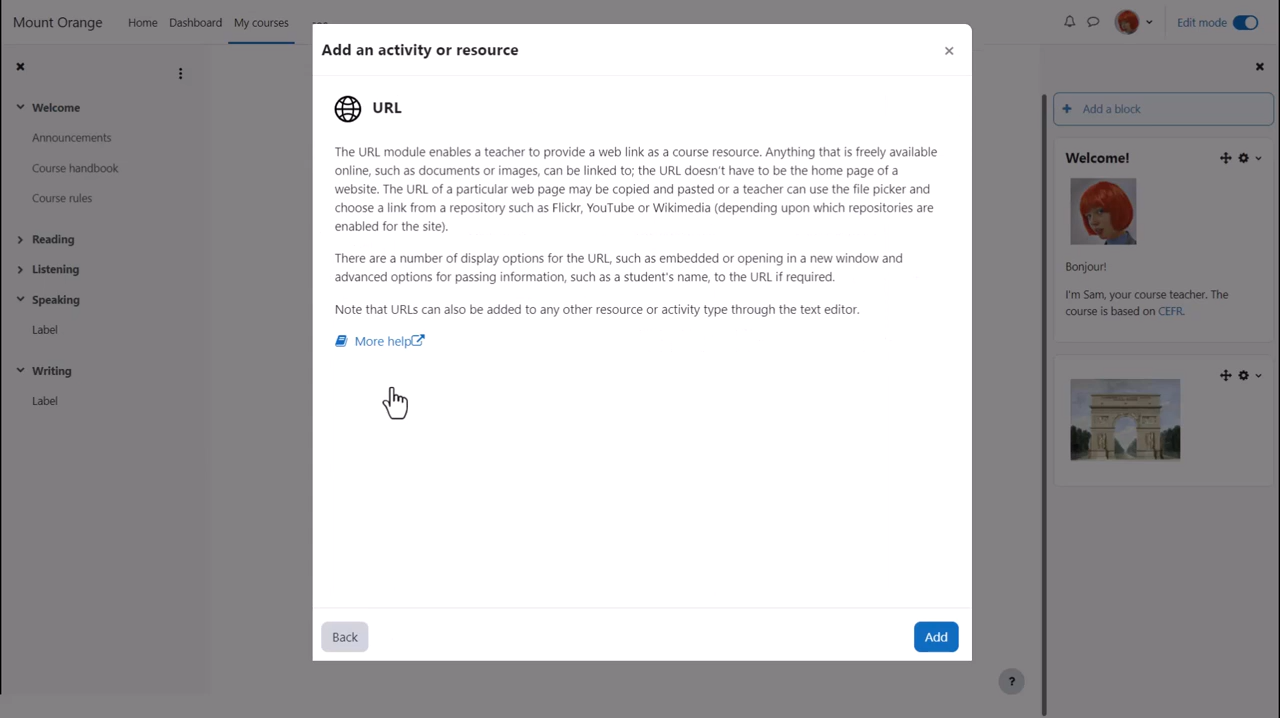 Mount Orange
Home
Dashboard
My courses
Edit mode
Add an activity or resource
URL
The URL module enables a teacher to provide a web link as a course resource. Anything that is freely available
online, such as documents or images, can be linked to; the URL doesn't have to be the home page of a
website. The URL of a particular web page may be copied and pasted or a teacher can use the file picker and
choose a link from a repository such as Flickr, YouTube or Wikimedia (depending upon which repositories are
enabled for the site).
There are a number of display options for the URL, such as embedded or opening in a new window and
advanced options for passing information, such as a student's name, to the URL if required.
Note that URLs can also be added to any other resource or activity type through the text editor.
More help
Back
Add
Welcome
Announcements
Course handbook
Course rules
Reading
Listening
Speaking
Label
Writing
Label
Add a block
Welcome!
Bonjour!
I'm Sam, your course teacher. The
course is based on CEFR.
?